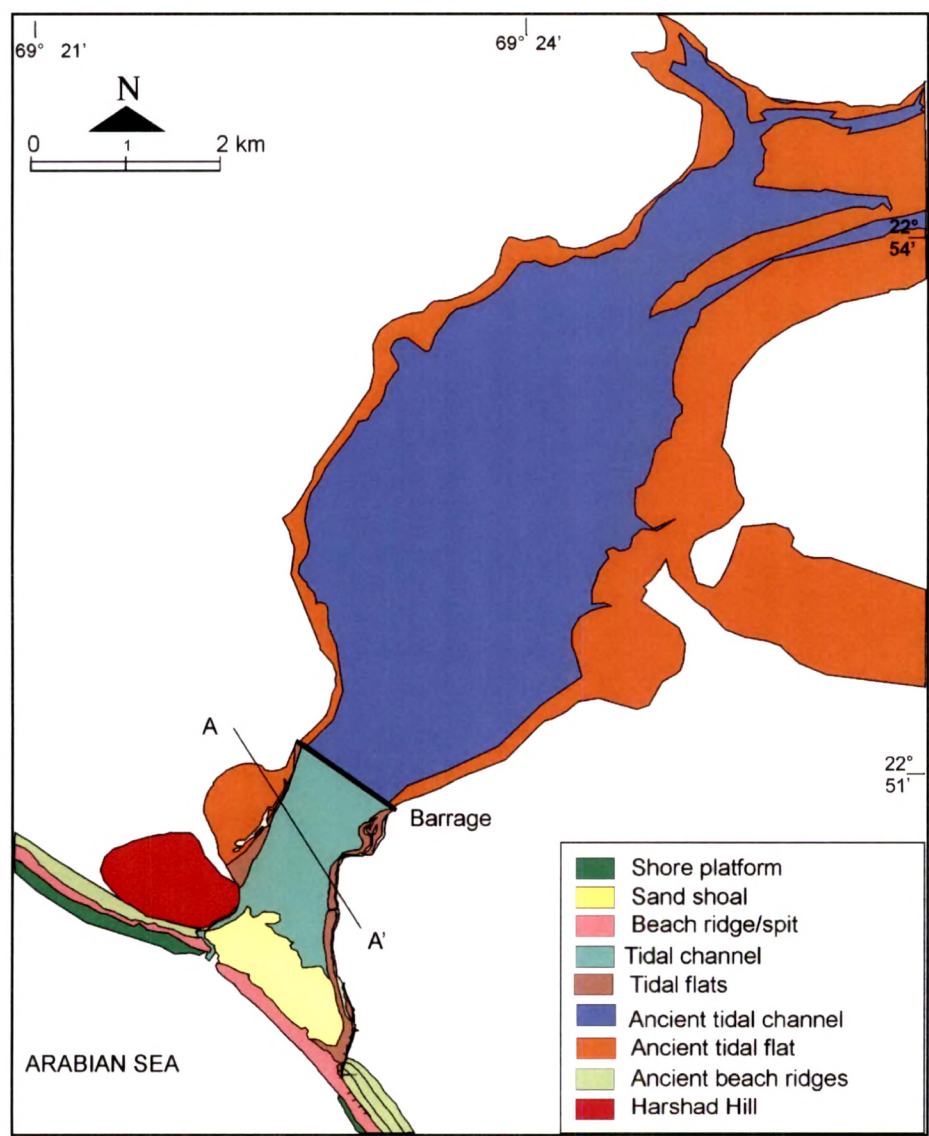 69° 21'
69° 24'
N
0 1 2 km
22°
54'
A
22°
51'
Barrage
A'
ARABIAN SEA
Shore platform
Sand shoal
Beach ridge/spit
Tidal channel
Tidal flats
Ancient tidal channel
Ancient tidal flat
Ancient beach ridges
Harshad Hill